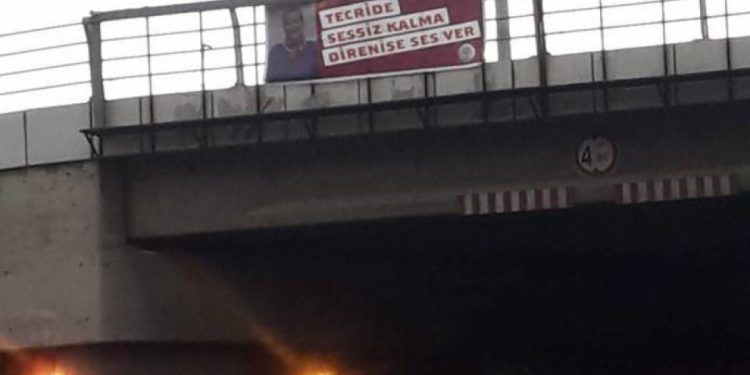 TECRİDE
SESSİZ KALMA
DİRENİŞE SES VER
4